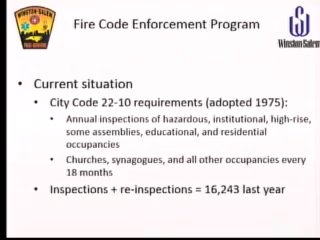 WINSTON-SALEM
Fire Code Enforcement Program
Winston-Salem
• Current situation
• City Code 22-10 requirements (adopted 1975):
• Annual inspections of hazardous, institutional, high-rise,
some assemblies, educational, and residential
occupancies
• Churches, synagogues, and all other occupancies every
18 months
• Inspections + re-inspections = 16,243 last year